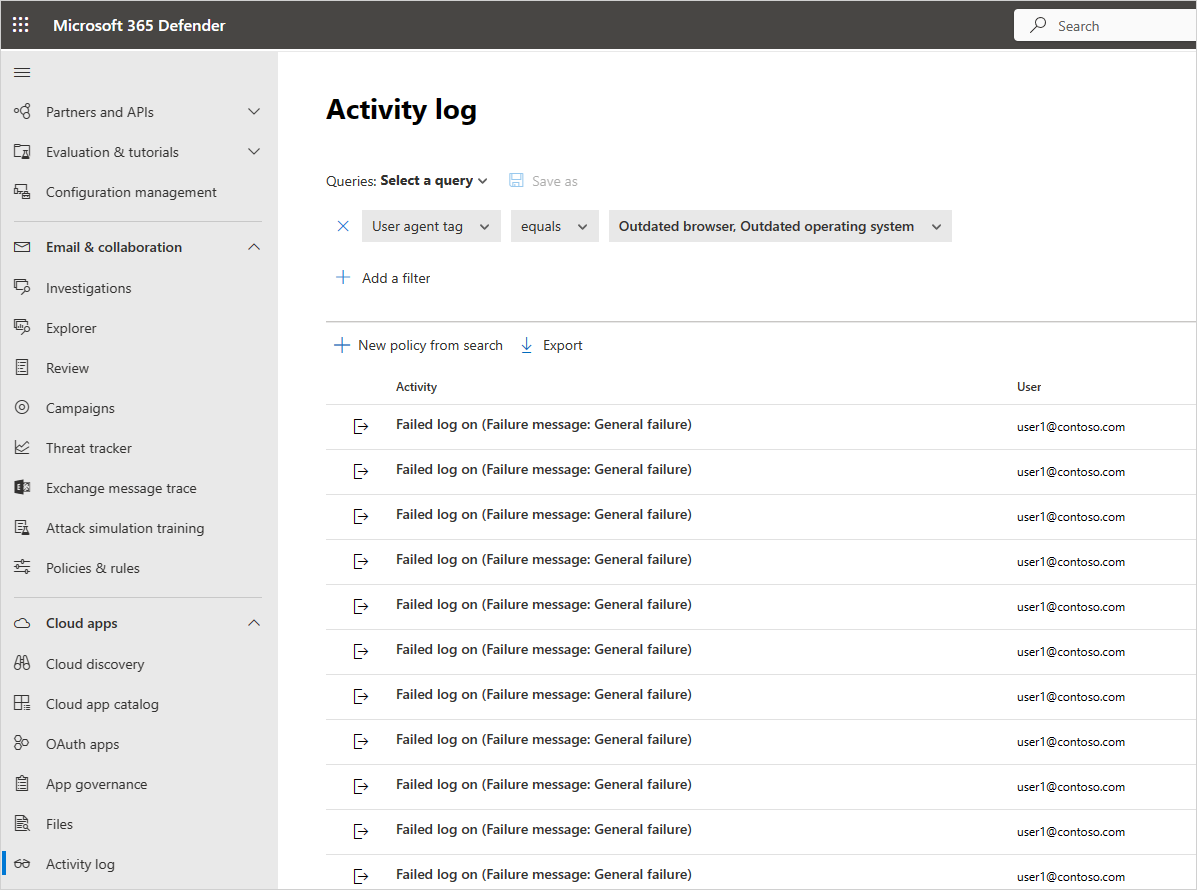 Microsoft 365 Defender
Search
Partners and APIs
Evaluation & tutorials
Configuration management
Email & collaboration
Investigations
Explorer
Review
Campaigns
Threat tracker
Exchange message trace
Attack simulation training
Policies & rules
Cloud apps
Cloud discovery
Cloud app catalog
OAuth apps
App governance
Files
Activity log
Activity log
Queries: Select a query Save as
User agent tag equals Outdated browser, Outdated operating system
Add a filter
New policy from search Export
Activity User
Failed log on (Failure message: General failure) user1@contoso.com
Failed log on (Failure message: General failure) user1@contoso.com
Failed log on (Failure message: General failure) user1@contoso.com
Failed log on (Failure message: General failure) user1@contoso.com
Failed log on (Failure message: General failure) user1@contoso.com
Failed log on (Failure message: General failure) user1@contoso.com
Failed log on (Failure message: General failure) user1@contoso.com
Failed log on (Failure message: General failure) user1@contoso.com
Failed log on (Failure message: General failure) user1@contoso.com
Failed log on (Failure message: General failure) user1@contoso.com
Failed log on (Failure message: General failure) user1@contoso.com